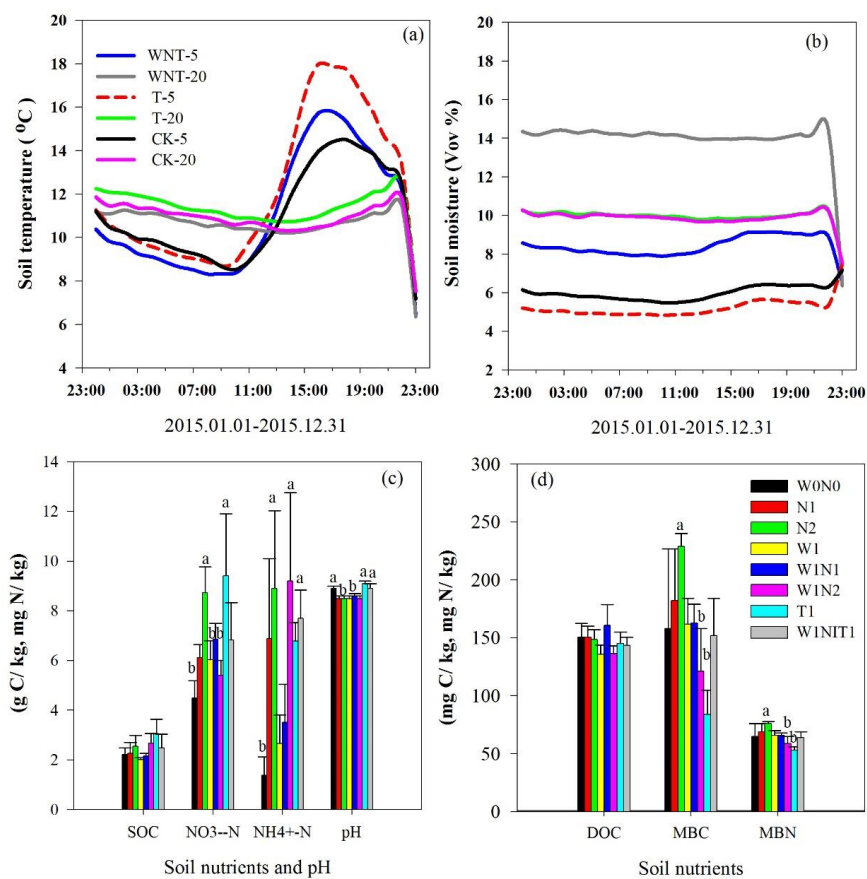 (a)
20
18
16
14
12
10
8
6
4
Soil temperature ( ⁰C )
WNT-5
WNT-20
T-5
T-20
CK-5
CK-20
23:00 03:00 07:00 11:00 15:00 19:00 23:00
2015.01.01-2015.12.31
(b)
20
18
16
14
12
10
8
6
4
2
Soil moisture (Vov %)
23:00 03:00 07:00 11:00 15:00 19:00 23:00
2015.01.01-2015.12.31
(c)
14
12
10
8
6
4
2
0
(g C/ kg, mg N/ kg)
b
a
b
b
a
b
a
a
a
a
b
b
a
a
SOC NO3--N NH4+-N pH
Soil nutrients and pH
(d)
300
250
200
150
100
50
0
(mg C/ kg, mg N/ kg)
W0N0
N1
N2
W1
W1N1
W1N2
T1
W1NIT1
a
b
b
a
b
b
DOC MBC MBN
Soil nutrients